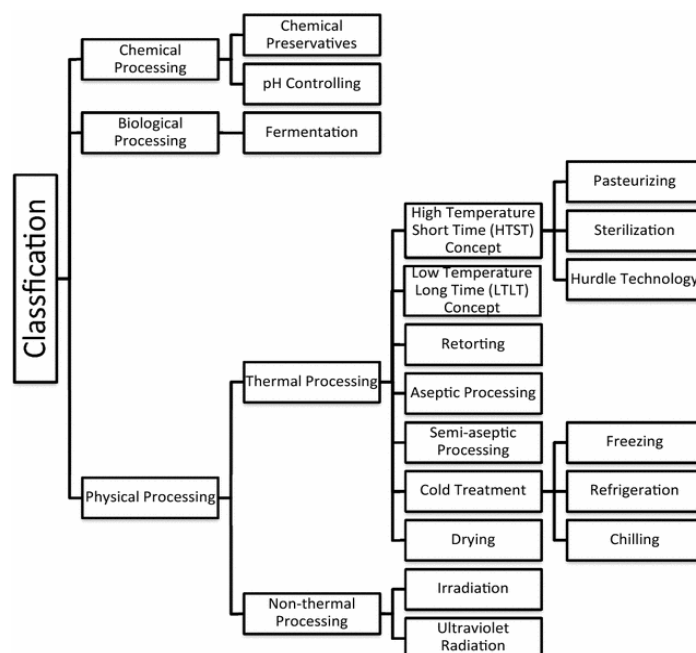 Classfication
Chemical
Processing
Chemical
Preservatives
pH Controlling
Biological
Processing
Fermentation
Physical Processing
Thermal Processing
High Temperature
Short Time (HTST)
Concept
Pasteurizing
Sterilization
Hurdle Technology
Low Temperature
Long Time (LTLT)
Concept
Retorting
Aseptic Processing
Semi-aseptic
Processing
Cold Treatment
Freezing
Refrigeration
Chilling
Drying
Non-thermal
Processing
Irradiation
Ultraviolet
Radiation